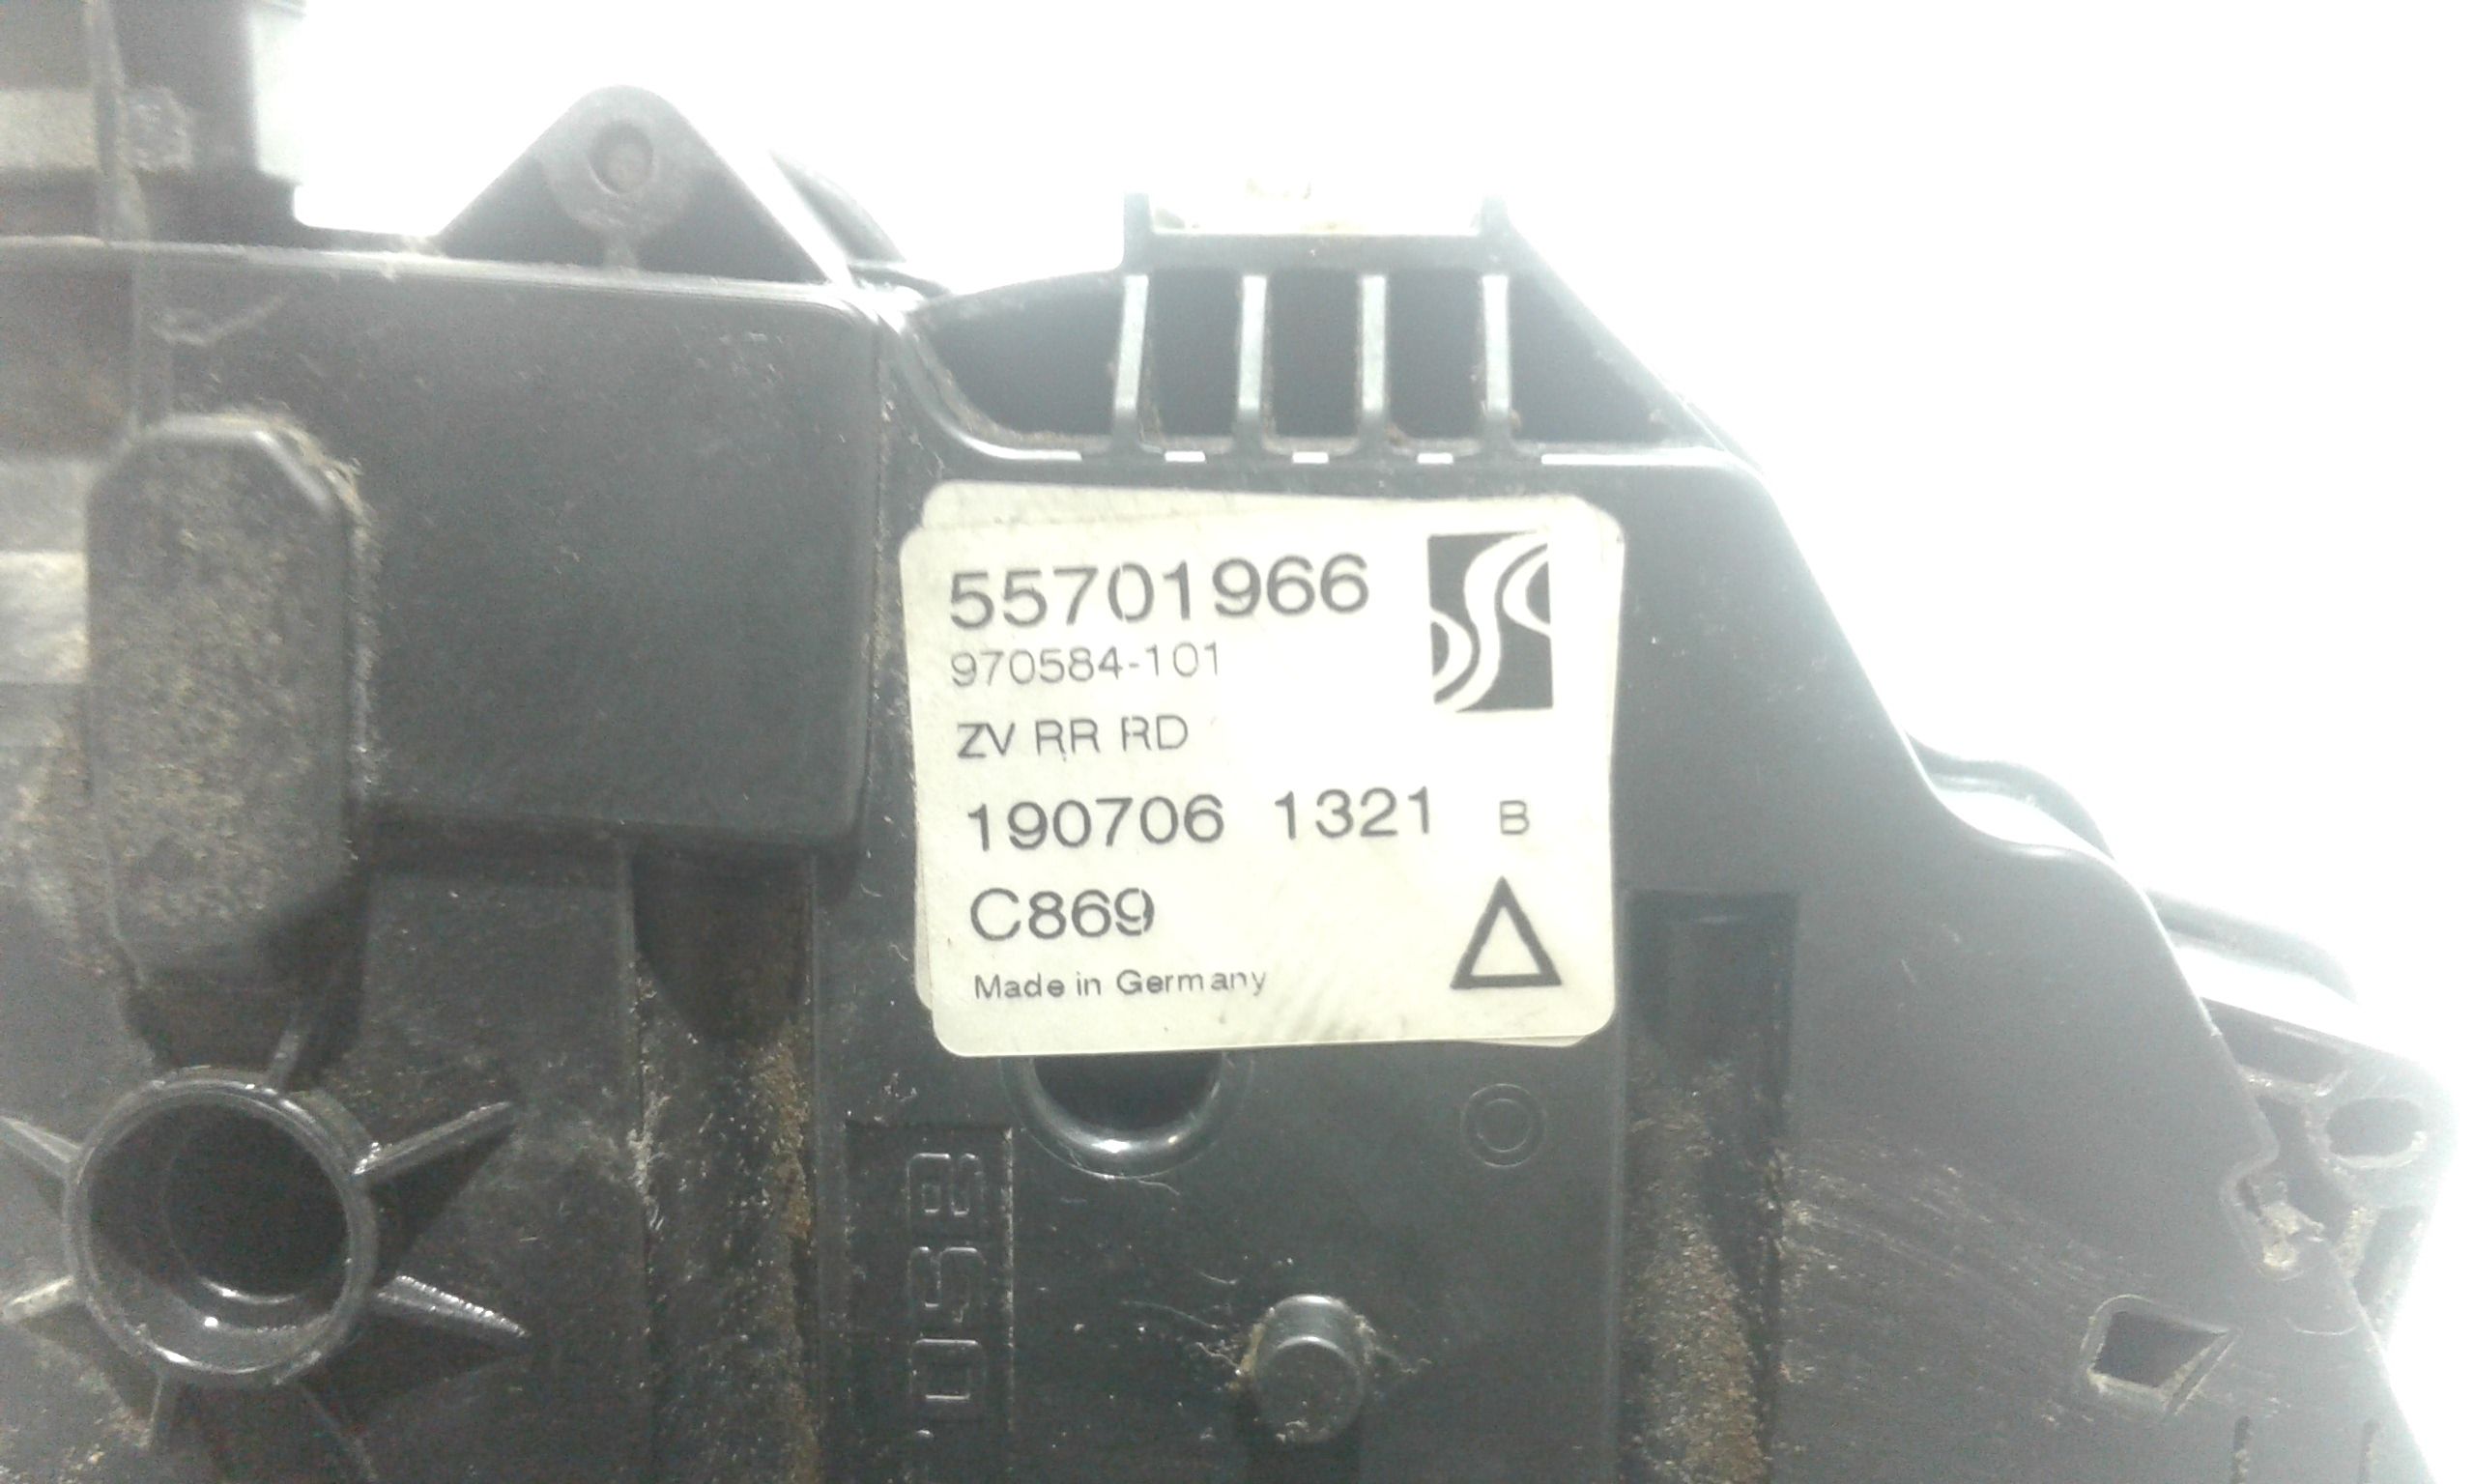 55701966
970584-101
ZV RR RD
190706 1321 B
C869
Made in Germany